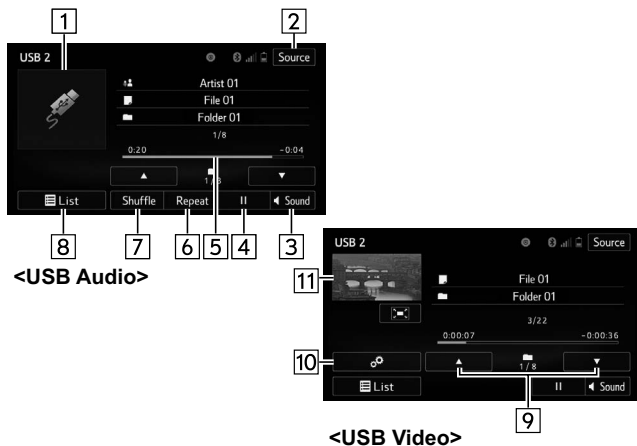 1
2
USB 2
Source
Artist 01
File 01
Folder 01
1/8
0:20
-0:04
▲
1/3
▼
List
Shuffle
Repeat
II
Sound
8
7
6
5
4
3
<USB Audio>
USB 2
Source
11
File 01
Folder 01
3/22
0:00:07
-0:00:36
10
▲
1/8
▼
List
II
Sound
9
<USB Video>